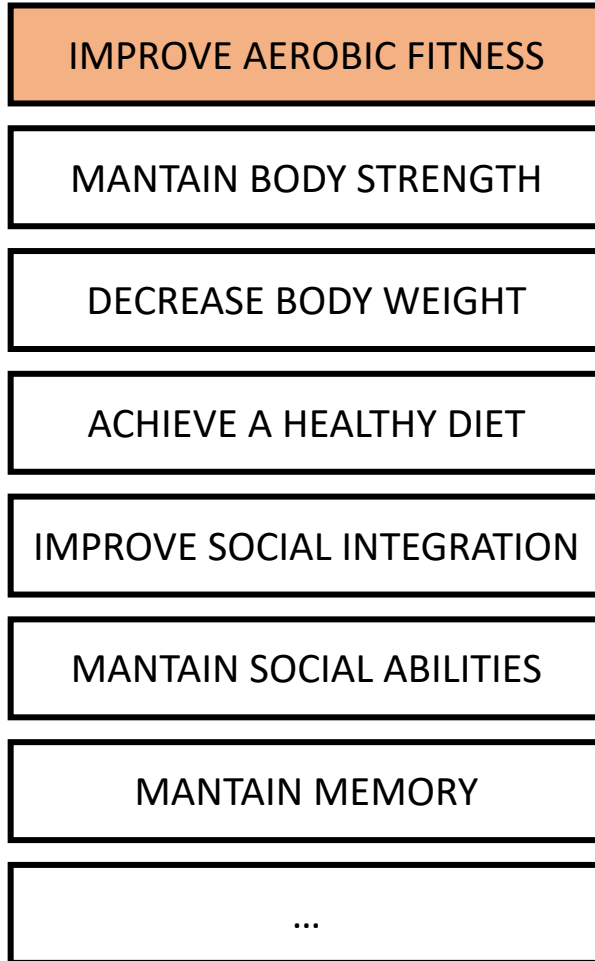 IMPROVE AEROBIC FITNESS
MANTAIN BODY STRENGTH
DECREASE BODY WEIGHT
ACHIEVE A HEALTHY DIET
IMPROVE SOCIAL INTEGRATION
MANTAIN SOCIAL ABILITIES
MANTAIN MEMORY
...